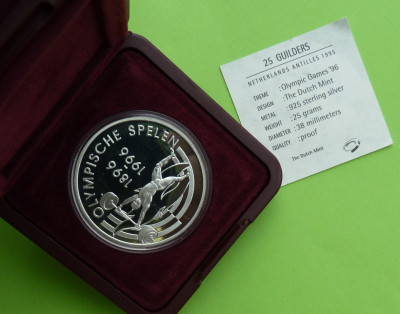 OLYMPISCHE SPELEN
1896
1996
25 GUILDERS
NETHERLANDS ANTILLES 1995
THEME :Olympic Games '96
DESIGN :The Dutch Mint
METAL :.925 sterling silver
WEIGHT :25 grams
DIAMETER :38 millimeters
QUALITY :proof
The Dutch Mint